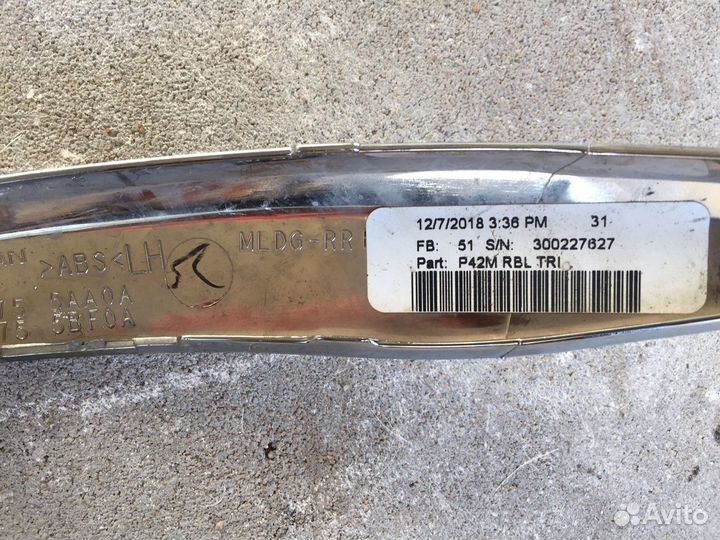 12/7/2018 3:36 PM 31
FB: 51 S/N: 300227627
Part: P42M RBL TRI
MLDG-RR
>ABS< LH
5AA0A
5BF0A
Avito